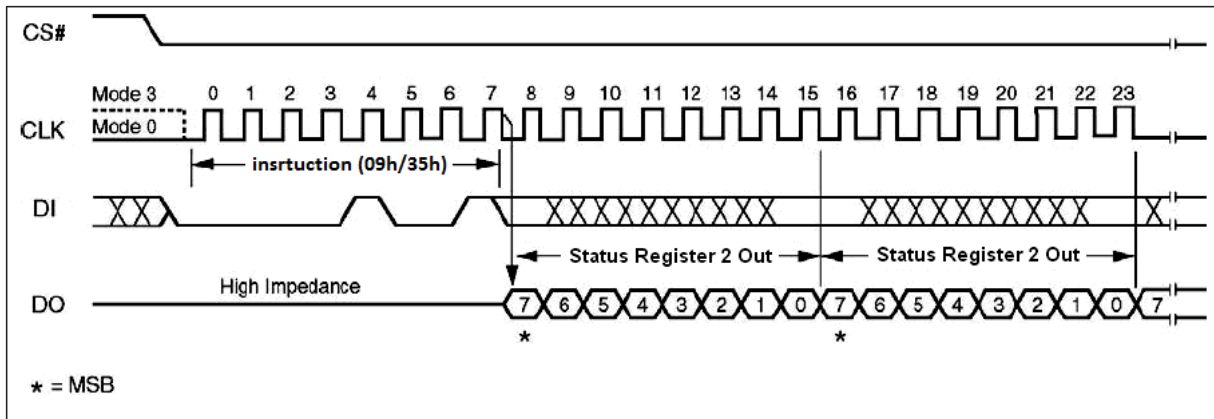 CS#
Mode 3 0 1 2 3 4 5 6 7 8 9 10 11 12 13 14 15 16 17 18 19 20 21 22 23
CLK Mode 0
insrtuction (09h/35h)
DI
Status Register 2 Out Status Register 2 Out
High Impedance
DO 7 6 5 4 3 2 1 0 7 6 5 4 3 2 1 0 7
* *
* = MSB